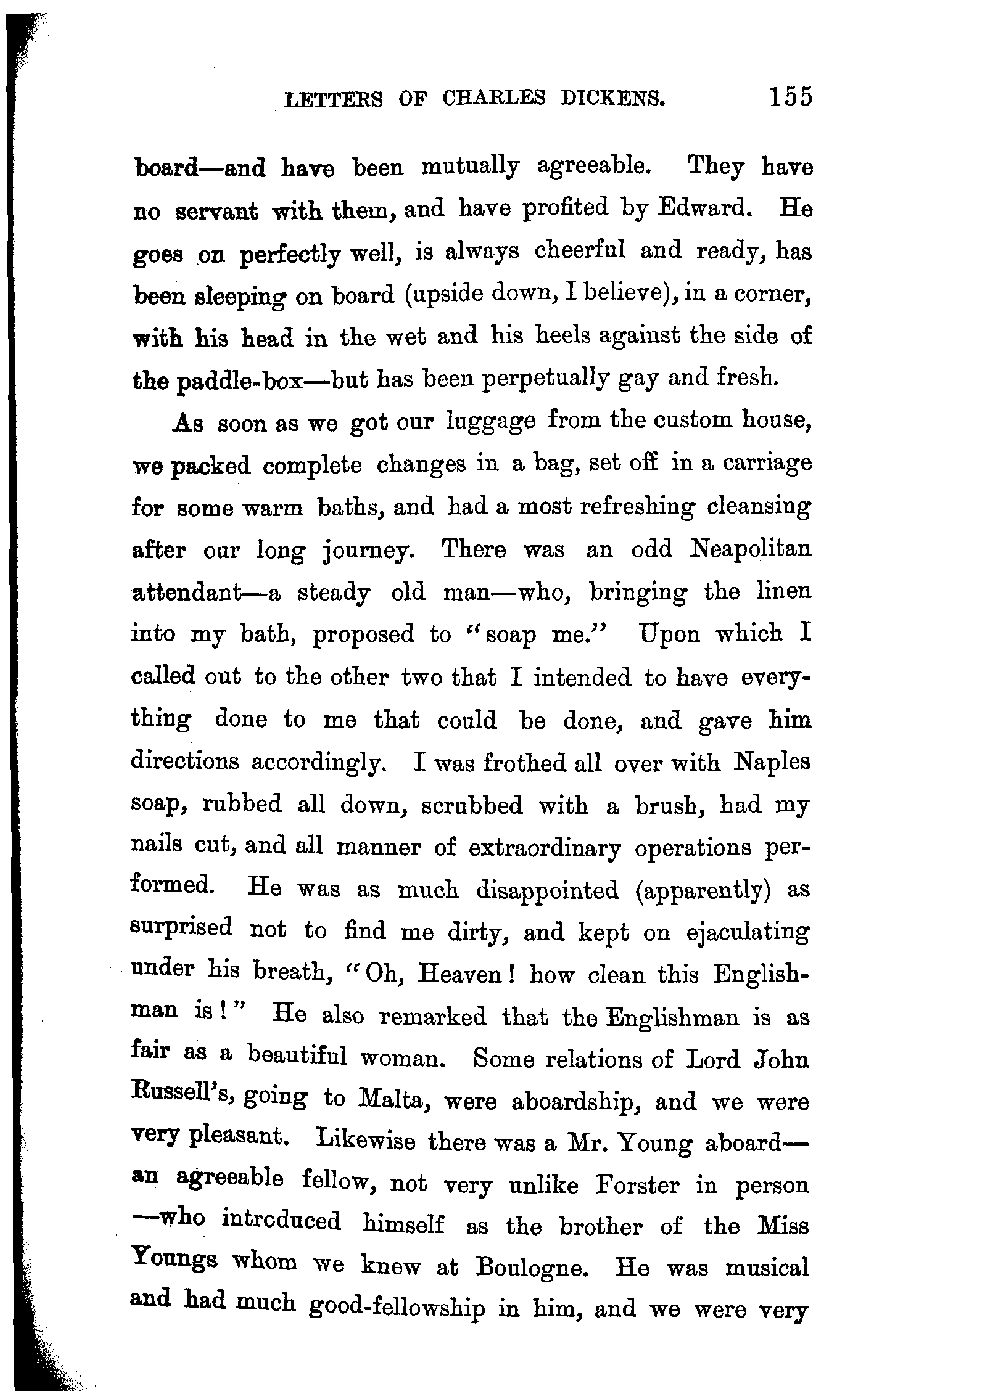 LETTERS OF CHARLES DICKENS. 155
board—and have been mutually agreeable. They have
no servant with them, and have profited by Edward. He
goes on perfectly well, is always cheerful and ready, has
been sleeping on board (upside down, I believe), in a corner,
with his head in the wet and his heels against the side of
the paddle-box—but has been perpetually gay and fresh.
As soon as we got our luggage from the custom house,
we packed complete changes in a bag, set off in a carriage
for some warm baths, and had a most refreshing cleansing
after our long journey. There was an odd Neapolitan
attendant—a steady old man—who, bringing the linen
into my bath, proposed to “soap me.” Upon which I
called out to the other two that I intended to have every-
thing done to me that could be done, and gave him
directions accordingly. I was frothed all over with Naples
soap, rubbed all down, scrubbed with a brush, had my
nails cut, and all manner of extraordinary operations per-
formed. He was as much disappointed (apparently) as
surprised not to find me dirty, and kept on ejaculating
under his breath, “Oh, Heaven! how clean this English-
man is!” He also remarked that the Englishman is as
fair as a beautiful woman. Some relations of Lord John
Russell’s, going to Malta, were aboardship, and we were
very pleasant. Likewise there was a Mr. Young aboard—
an agreeable fellow, not very unlike Forster in person
—who introduced himself as the brother of the Miss
Youngs whom we knew at Boulogne. He was musical
and had much good-fellowship in him, and we were very